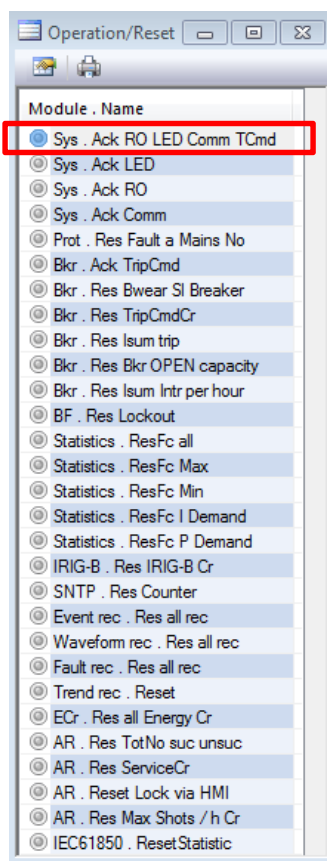 Operation/Reset
Module . Name
Sys . Ack RO LED Comm TCmd
Sys . Ack LED
Sys . Ack RO
Sys . Ack Comm
Prot . Res Fault a Mains No
Bkr . Ack TripCmd
Bkr . Res Bwear Sl Breaker
Bkr . Res TripCmdCr
Bkr . Res Isum trip
Bkr . Res Bkr OPEN capacity
Bkr . Res Isum Intr per hour
BF . Res Lockout
Statistics . ResFc all
Statistics . ResFc Max
Statistics . ResFc Min
Statistics . ResFc I Demand
Statistics . ResFc P Demand
IRIG-B . Res IRIG-B Cr
SNTP . Res Counter
Event rec . Res all rec
Waveform rec . Res all rec
Fault rec . Res all rec
Trend rec . Reset
ECr . Res all Energy Cr
AR . Res TotNo suc unsuc
AR . Res ServiceCr
AR . Reset Lock via HMI
AR . Res Max Shots / h Cr
IEC61850 . ResetStatistic